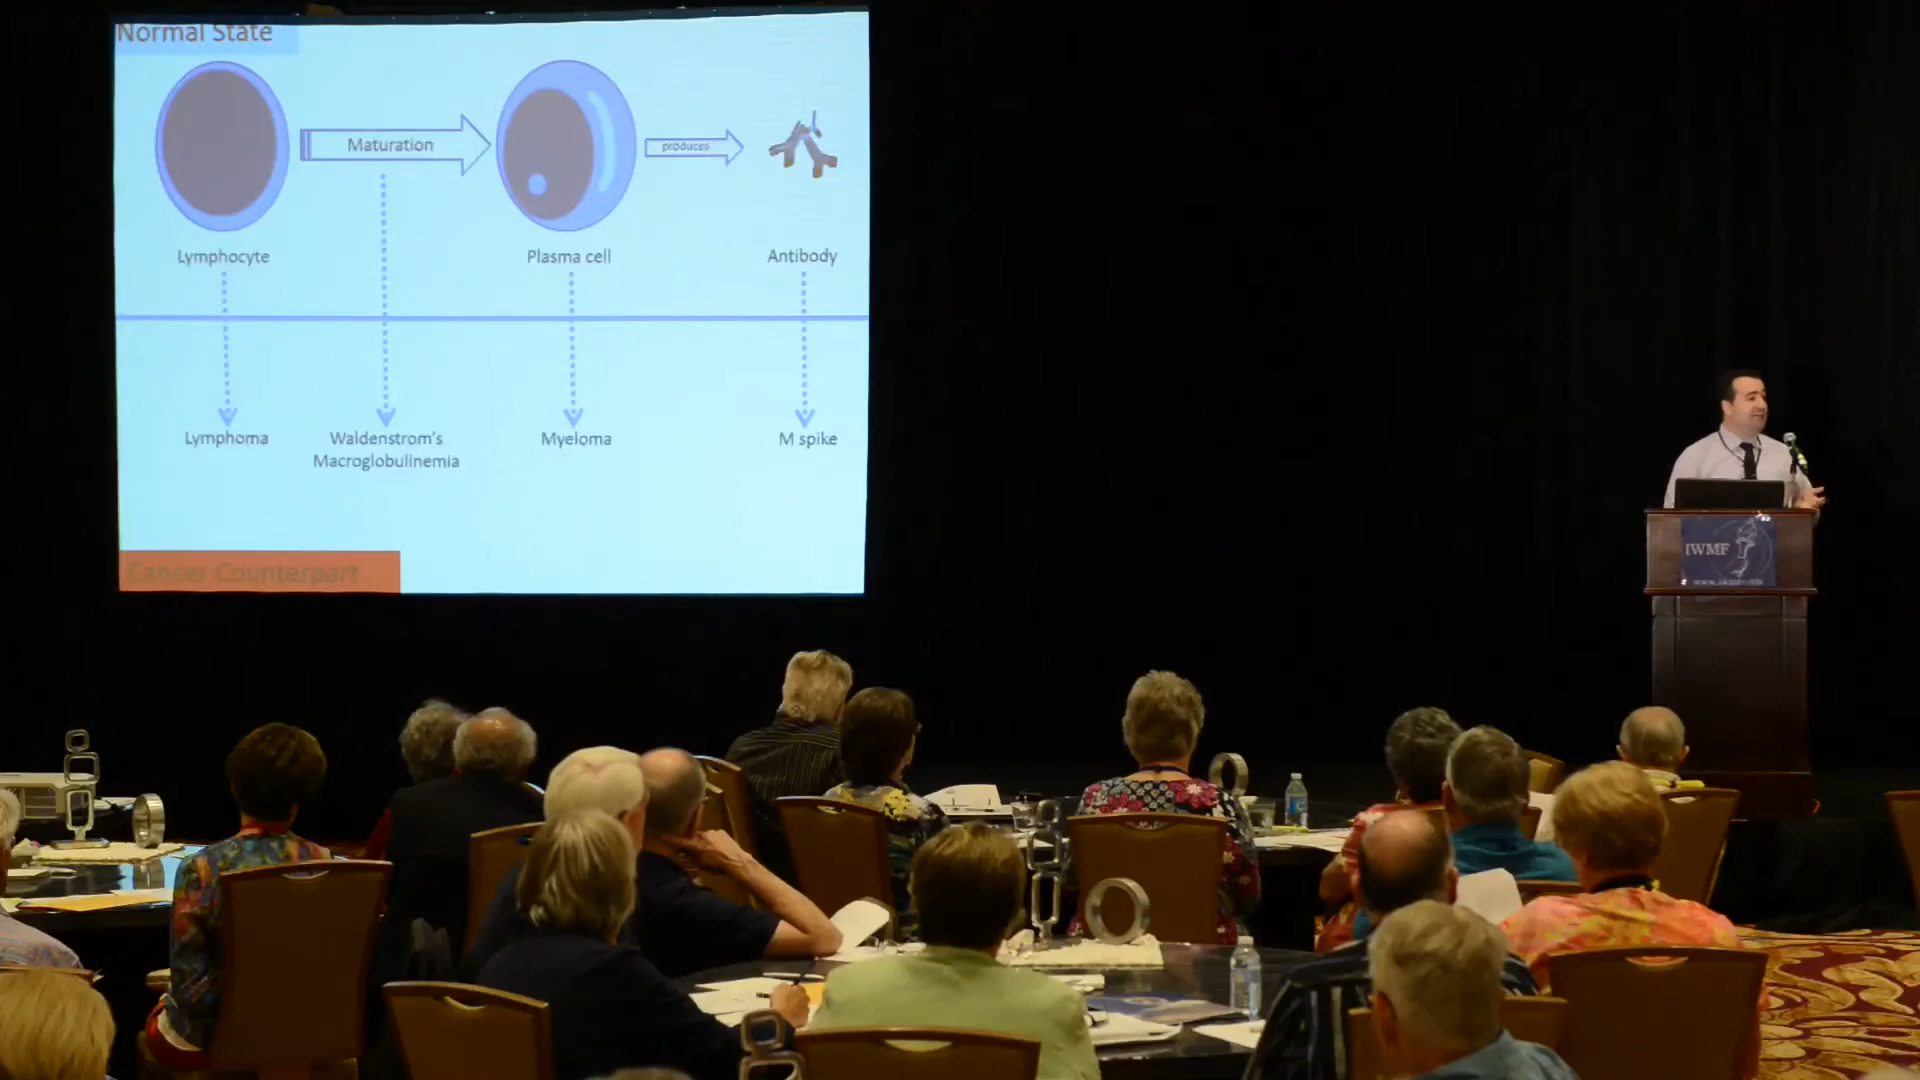 Normal State
Maturation
produces
Lymphocyte
Plasma cell
Antibody
Lymphoma
Waldenstrom's
Macroglobulinemia
Myeloma
M spike
Cancer Counterpart
IWMF